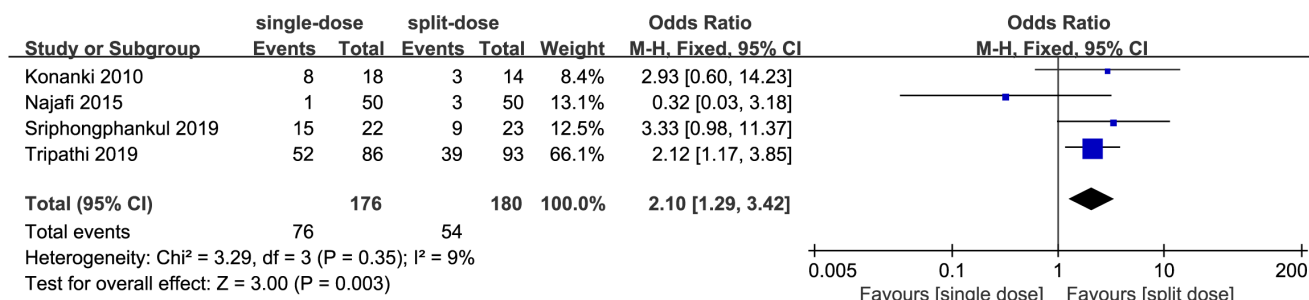 single-dose split-dose Odds Ratio Odds Ratio
Study or Subgroup Events Total Events Total Weight M-H, Fixed, 95% CI M-H, Fixed, 95% CI
Konanki 2010 8 18 3 14 8.4% 2.93 [0.60, 14.23]
Najafi 2015 1 50 3 50 13.1% 0.32 [0.03, 3.18]
Sriphongphankul 2019 15 22 9 23 12.5% 3.33 [0.98, 11.37]
Tripathi 2019 52 86 39 93 66.1% 2.12 [1.17, 3.85]
Total (95% CI) 176 180 100.0% 2.10 [1.29, 3.42]
Total events 76 54
Heterogeneity: Chi² = 3.29, df = 3 (P = 0.35); I² = 9%
Test for overall effect: Z = 3.00 (P = 0.003)
0.005 0.1 1 10 200
Favours [single dose] Favours [split dose]